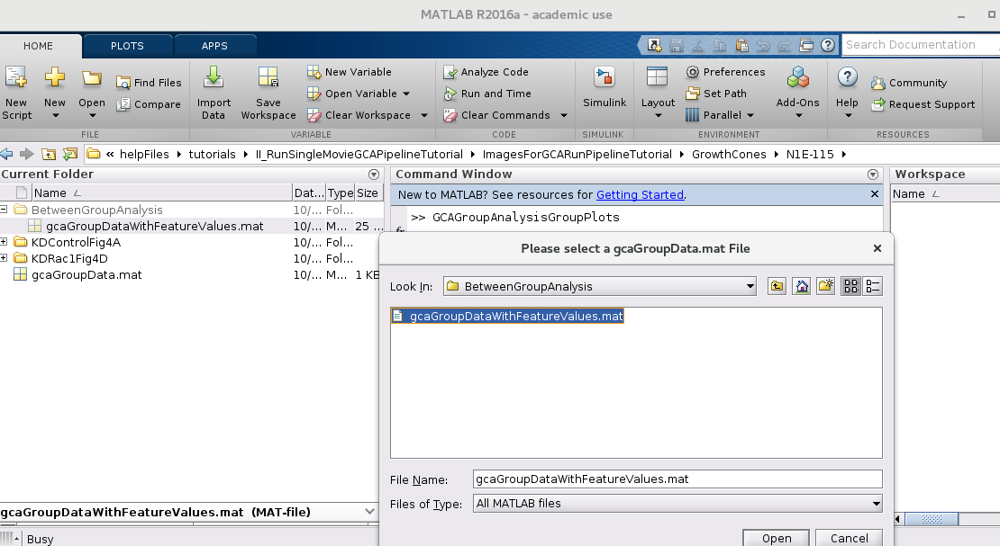 MATLAB R2016a - academic use
HOME PLOTS APPS Search Documentation
New Script New Open Find Files Compare Import Data Save Workspace New Variable Open Variable Clear Workspace Analyze Code Run and Time Clear Commands Simulink Layout Preferences Set Path Parallel Add-Ons Help Community Request Support
FILE VARIABLE CODE SIMULINK ENVIRONMENT RESOURCES
« helpFiles tutorials II_RunSingleMovieGCAPipelineTutorial ImagesForGCARunPipelineTutorial GrowthCones N1E-115
Current Folder Command Window Workspace
Name Dat... Type Size New to MATLAB? See resources for Getting Started. Name
BetweenGroupAnalysis 10/... Fol...
>> GCAGroupAnalysisGroupPlots
gcaGroupDataWithFeatureValues.mat 10/... M... 25 ...
fx
KDControlFig4A 10/... Fol...
KDRac1Fig4D 10/... Fol...
gcaGroupData.mat 10/... M... 1 KB
Please select a gcaGroupData.mat File
Look In: BetweenGroupAnalysis
gcaGroupDataWithFeatureValues.mat
File Name: gcaGroupDataWithFeatureValues.mat
Files of Type: All MATLAB files
Open Cancel
gcaGroupDataWithFeatureValues.mat (MAT-file)
Busy